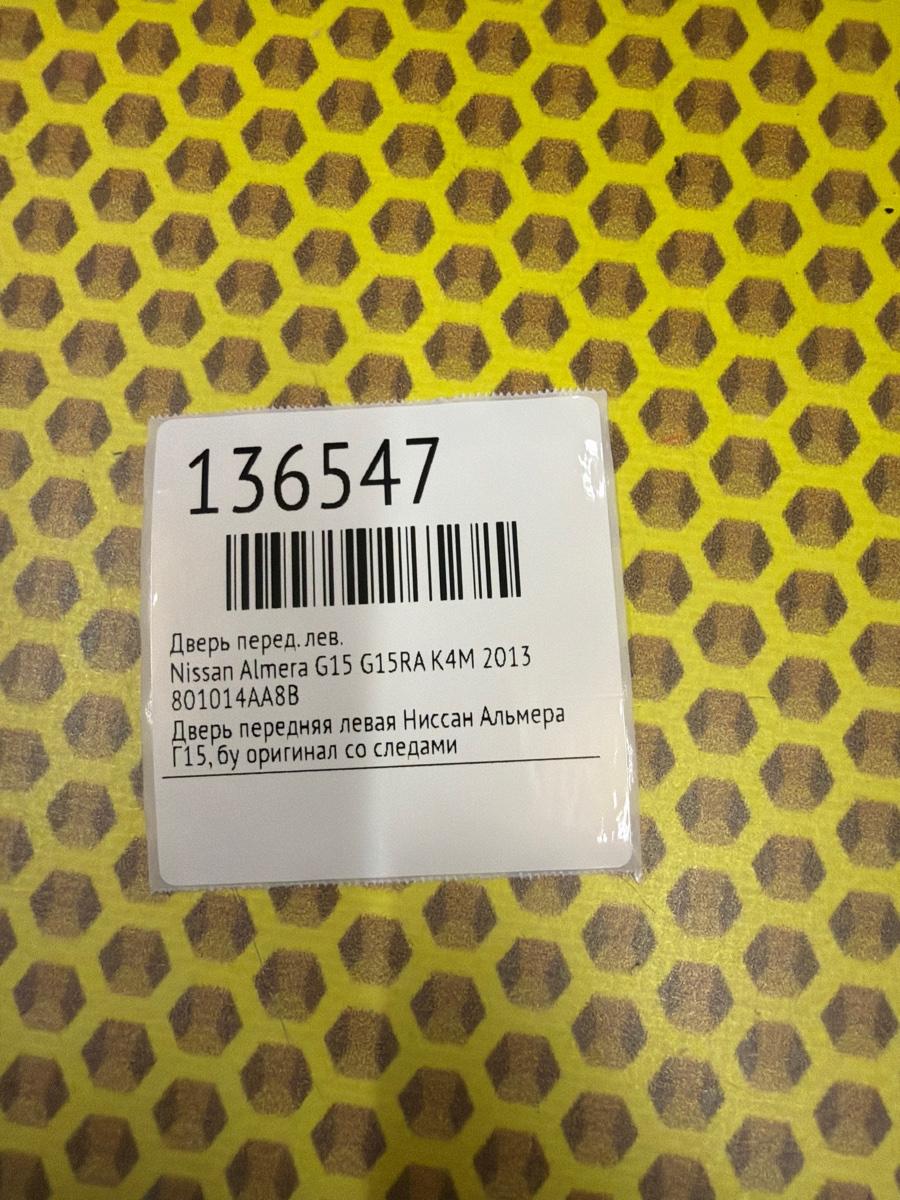 136547
Дверь перед. лев.
Nissan Almera G15 G15RA K4M 2013
801014AA8B
Дверь передняя левая Ниссан Альмера
Г15, бу оригинал со следами